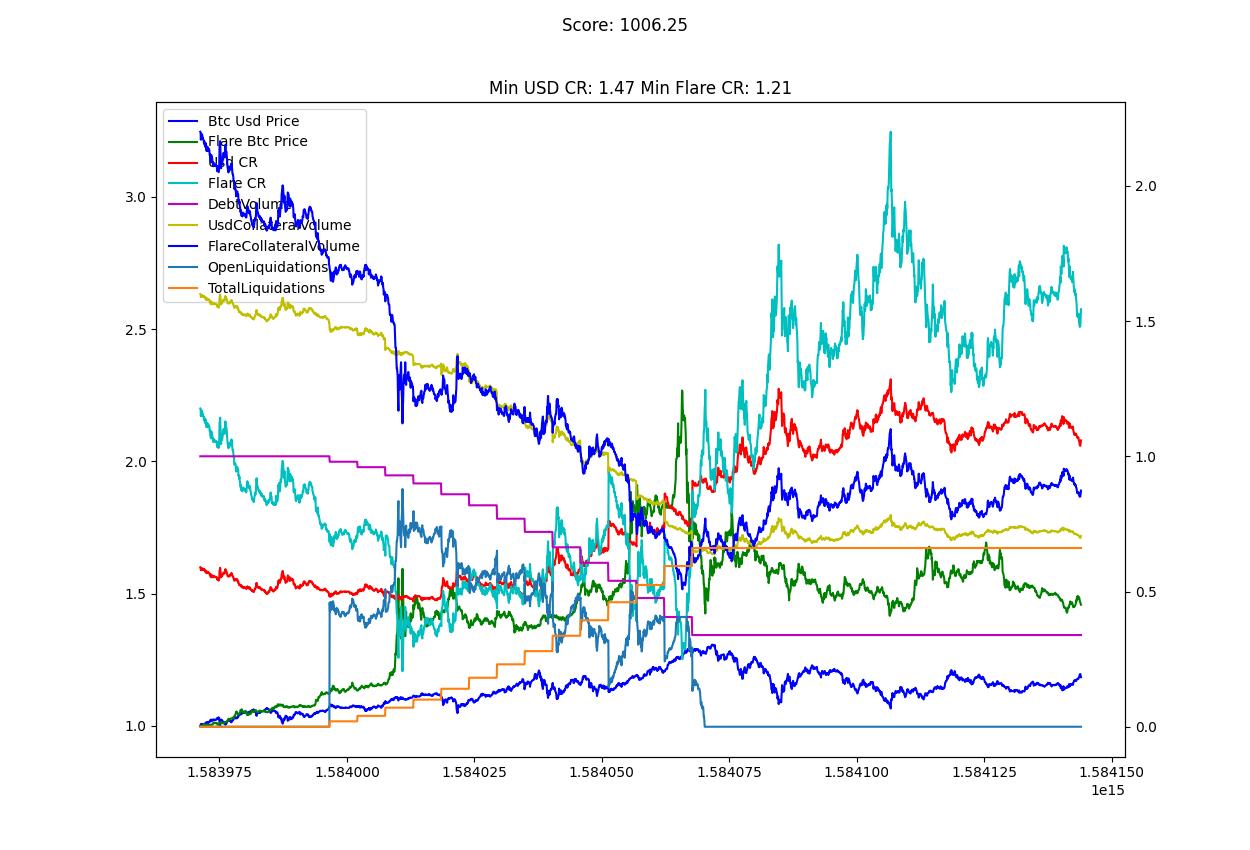 Score: 1006.25
Min USD CR: 1.47 Min Flare CR: 1.21
Btc Usd Price
Flare Btc Price
Usd CR
Flare CR
DebtVolume
UsdCollateralVolume
FlareCollateralVolume
OpenLiquidations
TotalLiquidations
3.0
2.5
2.0
1.5
1.0
2.0
1.5
1.0
0.5
0.0
1.583975 1.584000 1.584025 1.584050 1.584075 1.584100 1.584125 1.584150
1e15